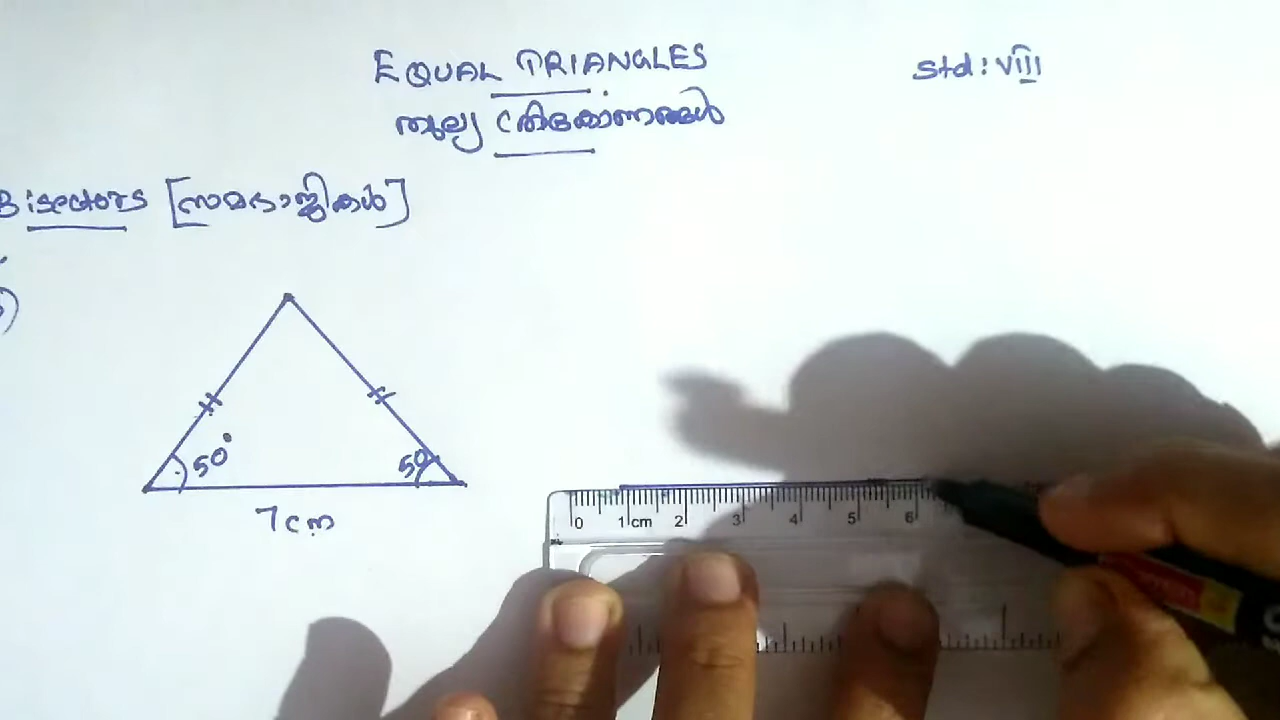 EQUAL TRIANGLES
Std: VIII
തുല്യ ത്രികോണങ്ങൾ
Bisectors [സമഭാജികൾ]
50°
50
7cm
0 1cm 2 3 4 5 6